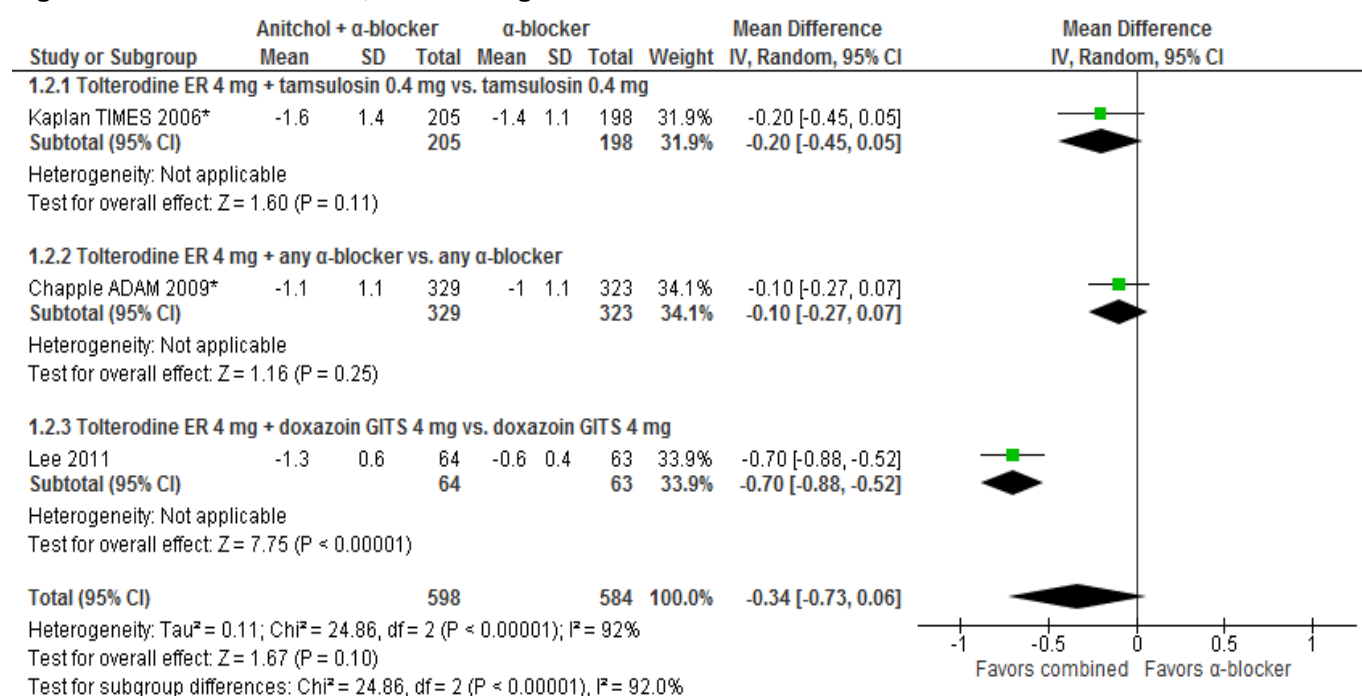 Anitchol + α-blocker α-blocker Mean Difference Mean Difference
Study or Subgroup Mean SD Total Mean SD Total Weight IV, Random, 95% CI IV, Random, 95% CI
1.2.1 Tolterodine ER 4 mg + tamsulosin 0.4 mg vs. tamsulosin 0.4 mg
Kaplan TIMES 2006* -1.6 1.4 205 -1.4 1.1 198 31.9% -0.20 [-0.45, 0.05]
Subtotal (95% CI) 205 198 31.9% -0.20 [-0.45, 0.05]
Heterogeneity: Not applicable
Test for overall effect: Z = 1.60 (P = 0.11)
1.2.2 Tolterodine ER 4 mg + any α-blocker vs. any α-blocker
Chapple ADAM 2009* -1.1 1.1 329 -1 1.1 323 34.1% -0.10 [-0.27, 0.07]
Subtotal (95% CI) 329 323 34.1% -0.10 [-0.27, 0.07]
Heterogeneity: Not applicable
Test for overall effect: Z = 1.16 (P = 0.25)
1.2.3 Tolterodine ER 4 mg + doxazoin GITS 4 mg vs. doxazoin GITS 4 mg
Lee 2011 -1.3 0.6 64 -0.6 0.4 63 33.9% -0.70 [-0.88, -0.52]
Subtotal (95% CI) 64 63 33.9% -0.70 [-0.88, -0.52]
Heterogeneity: Not applicable
Test for overall effect: Z = 7.75 (P < 0.00001)
Total (95% CI) 598 584 100.0% -0.34 [-0.73, 0.06]
Heterogeneity: Tau² = 0.11; Chi² = 24.86, df = 2 (P < 0.00001); I² = 92%
Test for overall effect: Z = 1.67 (P = 0.10)
Test for subgroup differences: Chi² = 24.86, df = 2 (P < 0.00001), I² = 92.0%
-1 -0.5 0 0.5 1
Favors combined Favors α-blocker